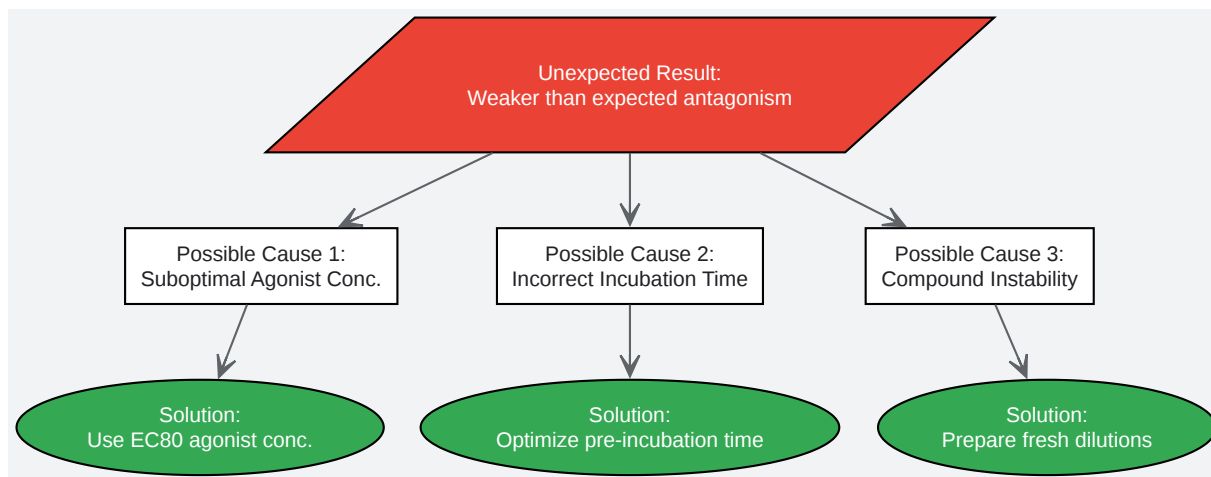 Unexpected Result:
Weaker than expected antagonism
Possible Cause 1:
Suboptimal Agonist Conc.
Possible Cause 2:
Incorrect Incubation Time
Possible Cause 3:
Compound Instability
Solution:
Use EC80 agonist conc.
Solution:
Optimize pre-incubation time
Solution:
Prepare fresh dilutions